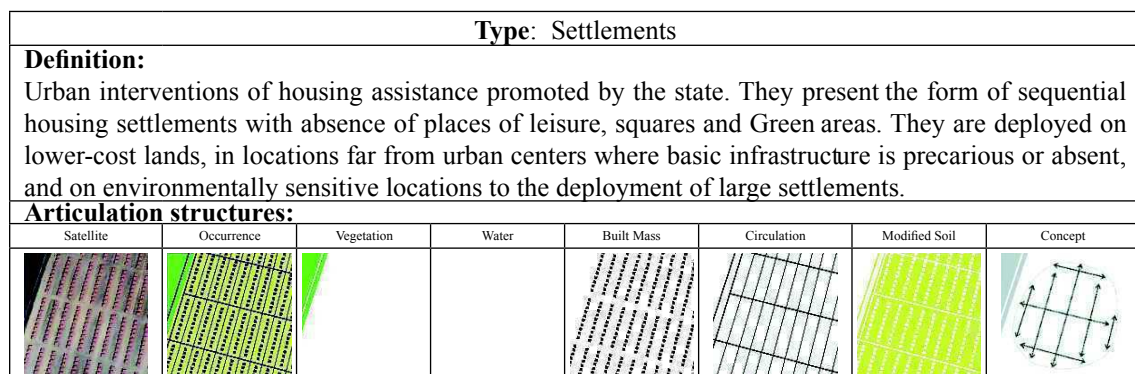 Type: Settlements
Definition:
Urban interventions of housing assistance promoted by the state. They present the form of sequential
housing settlements with absence of places of leisure, squares and Green areas. They are deployed on
lower-cost lands, in locations far from urban centers where basic infrastructure is precarious or absent,
and on environmentally sensitive locations to the deployment of large settlements.
Articulation structures:
Satellite Occurrence Vegetation Water Built Mass Circulation Modified Soil Concept